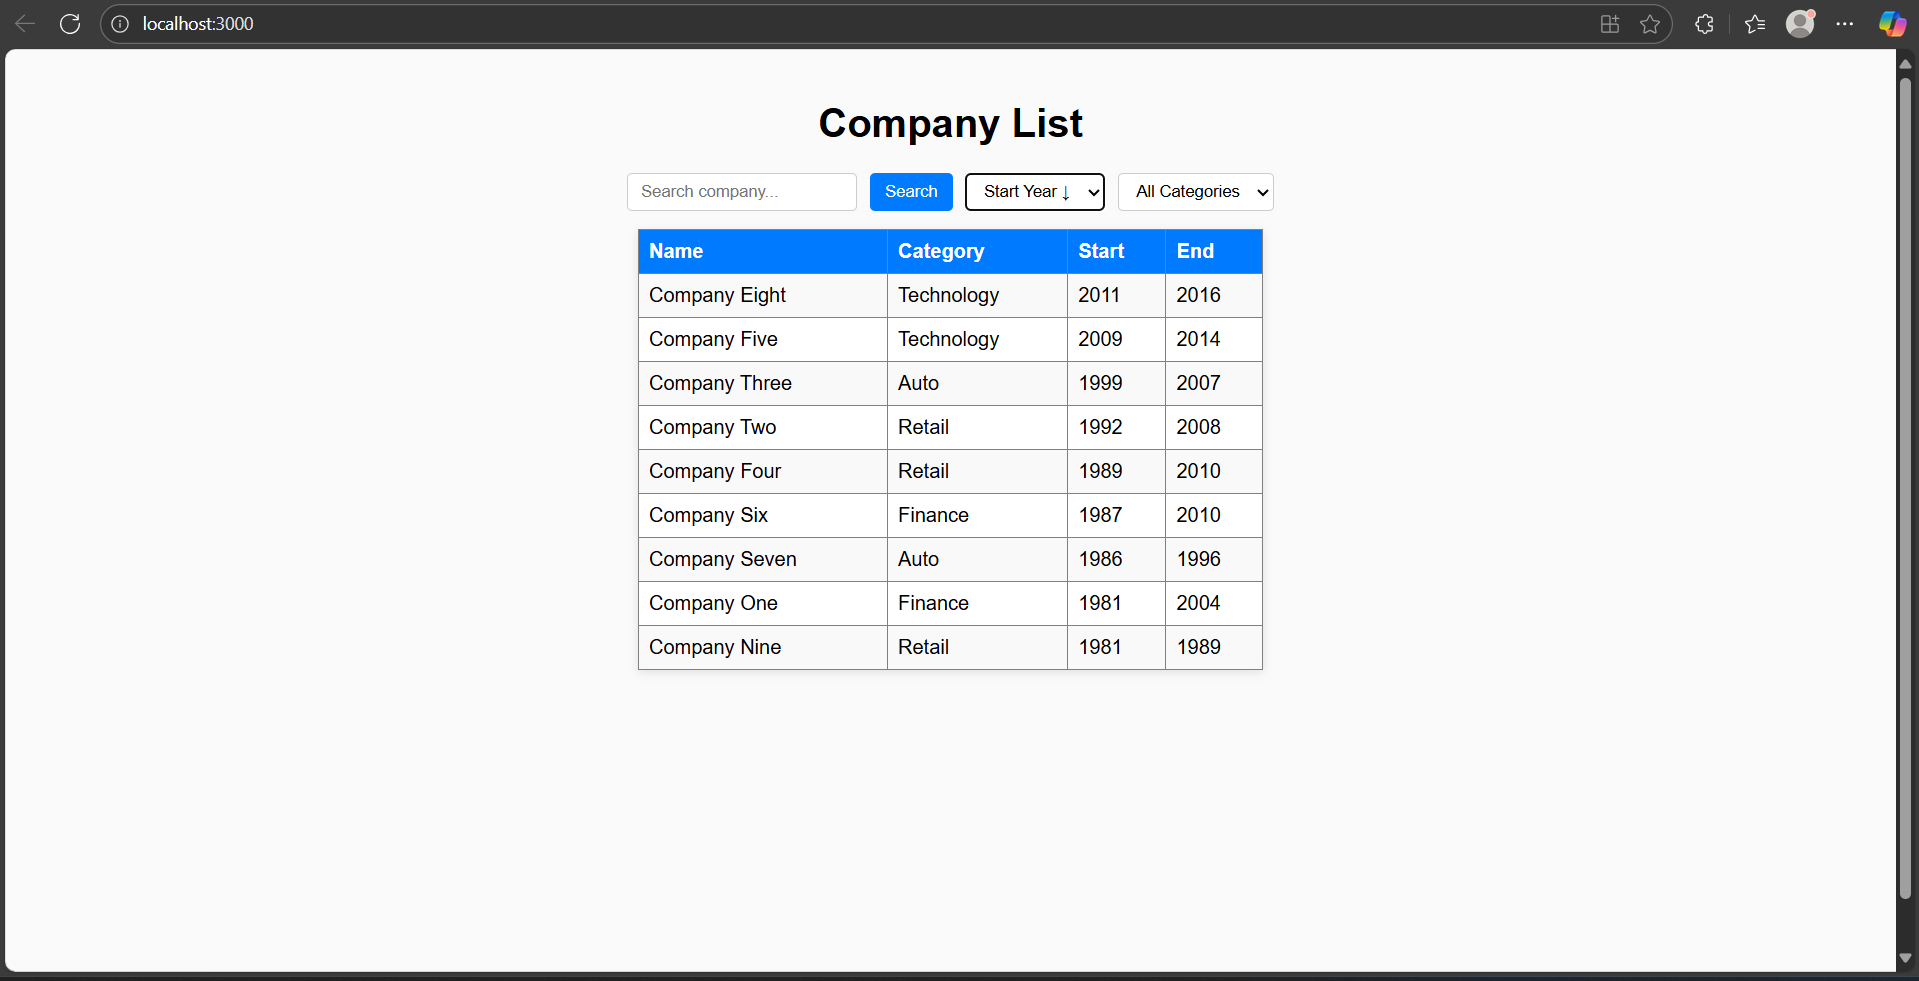 localhost:3000
Company List
Search company... Search Start Year ↓ All Categories
Name Category Start End
Company Eight Technology 2011 2016
Company Five Technology 2009 2014
Company Three Auto 1999 2007
Company Two Retail 1992 2008
Company Four Retail 1989 2010
Company Six Finance 1987 2010
Company Seven Auto 1986 1996
Company One Finance 1981 2004
Company Nine Retail 1981 1989